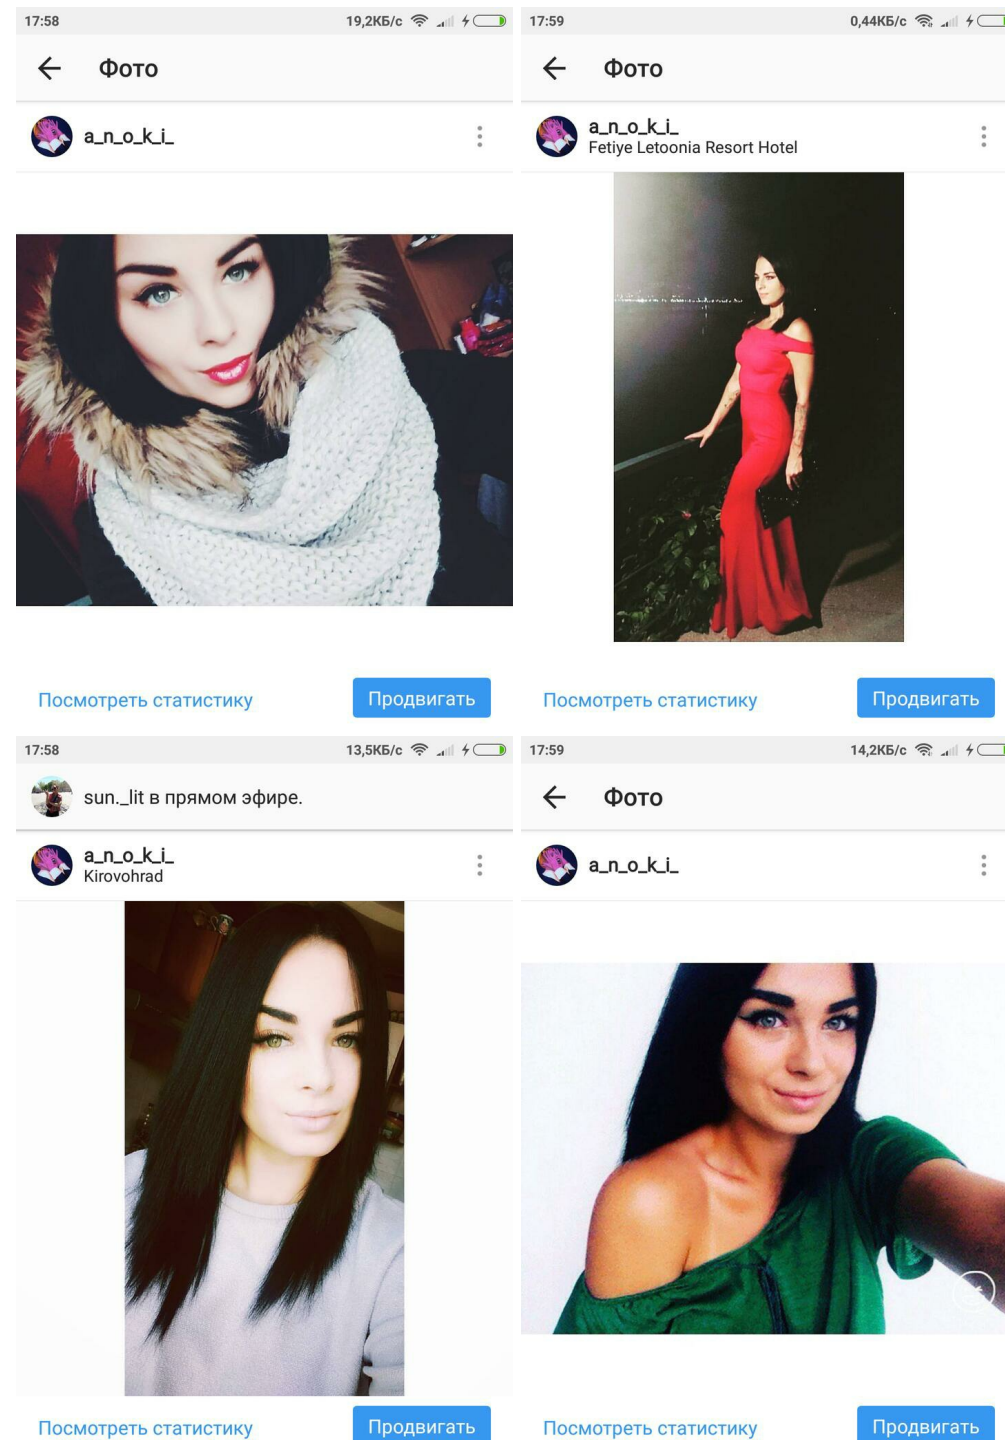 17:58
19,2КБ/с
Фото
a_n_o_k_i_
Посмотреть статистику
Продвигать
17:59
0,44КБ/с
Фото
a_n_o_k_i_
Fetiye Letoonia Resort Hotel
Посмотреть статистику
Продвигать
17:58
13,5КБ/с
sun._lit в прямом эфире.
a_n_o_k_i_
Kirovohrad
Посмотреть статистику
Продвигать
17:59
14,2КБ/с
Фото
a_n_o_k_i_
Посмотреть статистику
Продвигать